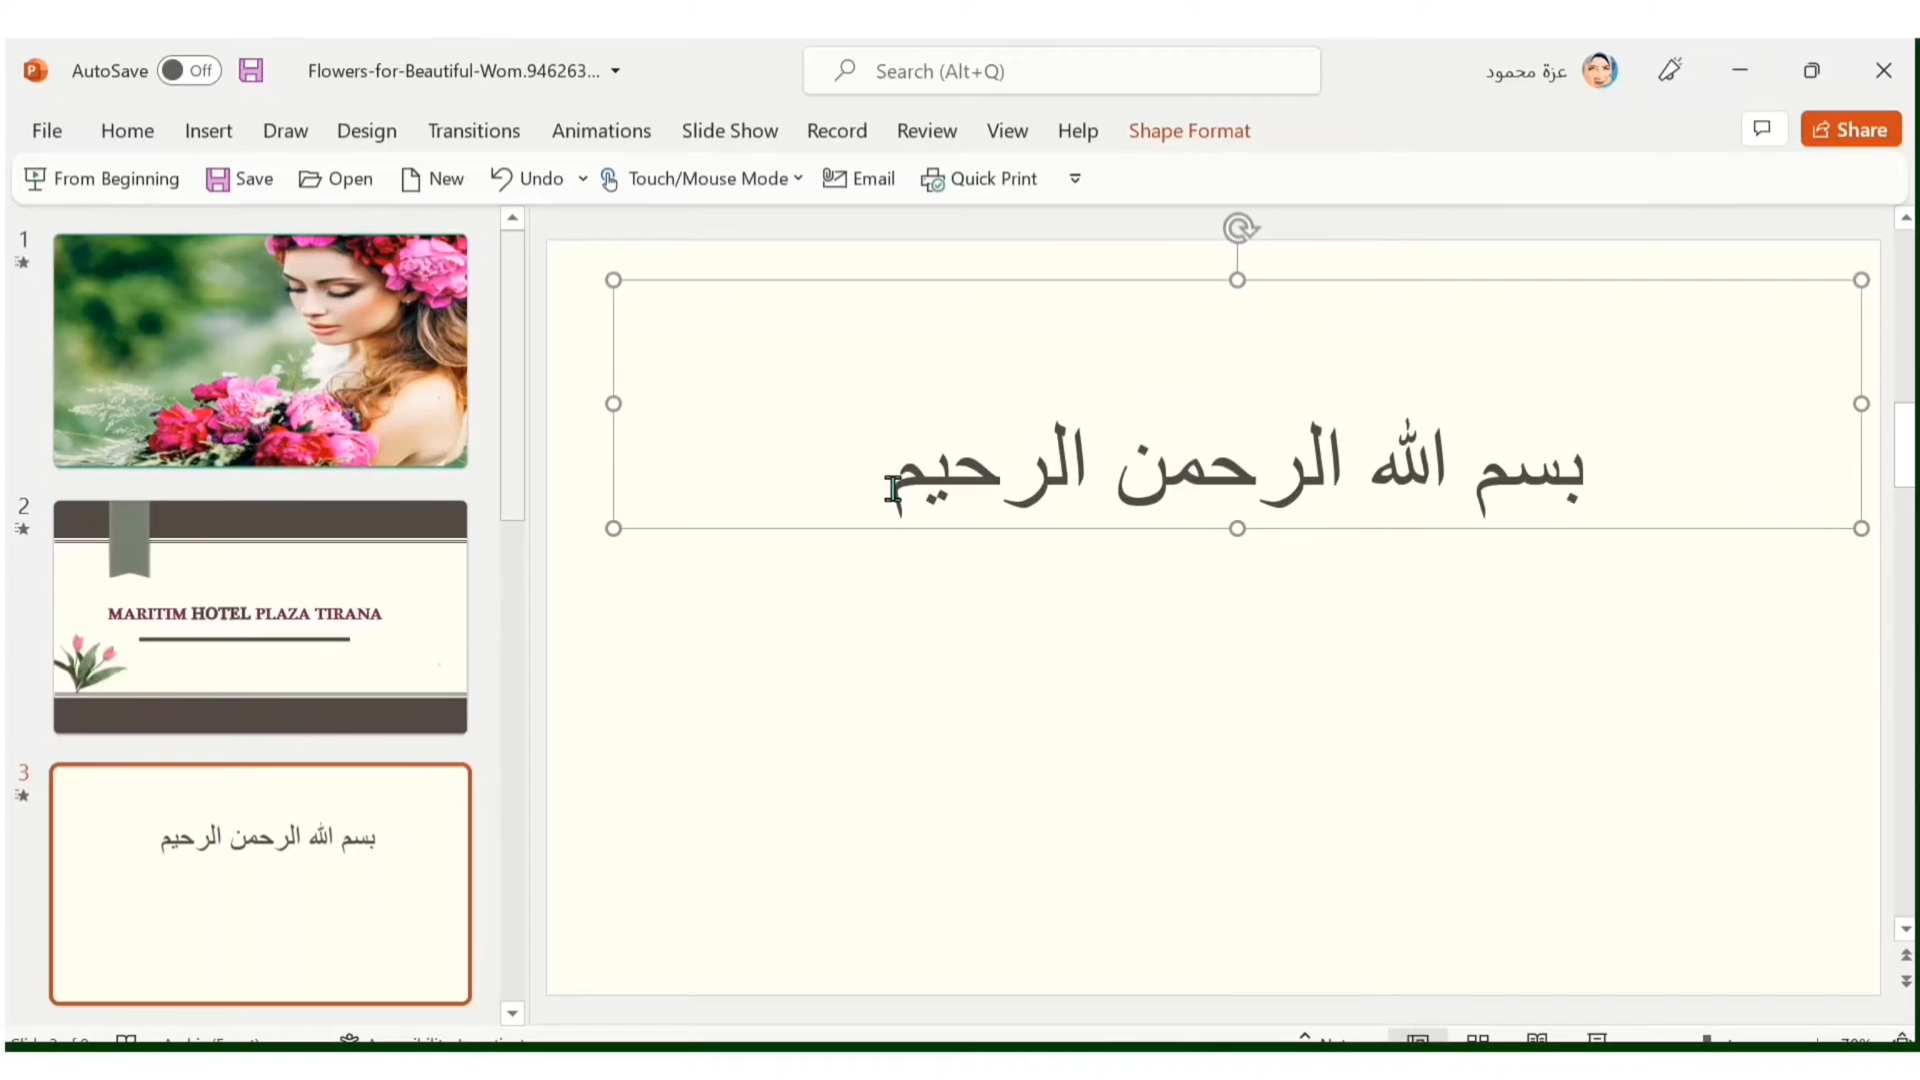 AutoSave Off Flowers-for-Beautiful-Wom.946263... Search (Alt+Q) عزة محمود
File Home Insert Draw Design Transitions Animations Slide Show Record Review View Help Shape Format Share
From Beginning Save Open New Undo Touch/Mouse Mode Email Quick Print
1
2
MARITIM HOTEL PLAZA TIRANA
3
بسم الله الرحمن الرحيم
بسم الله الرحمن الرحيم